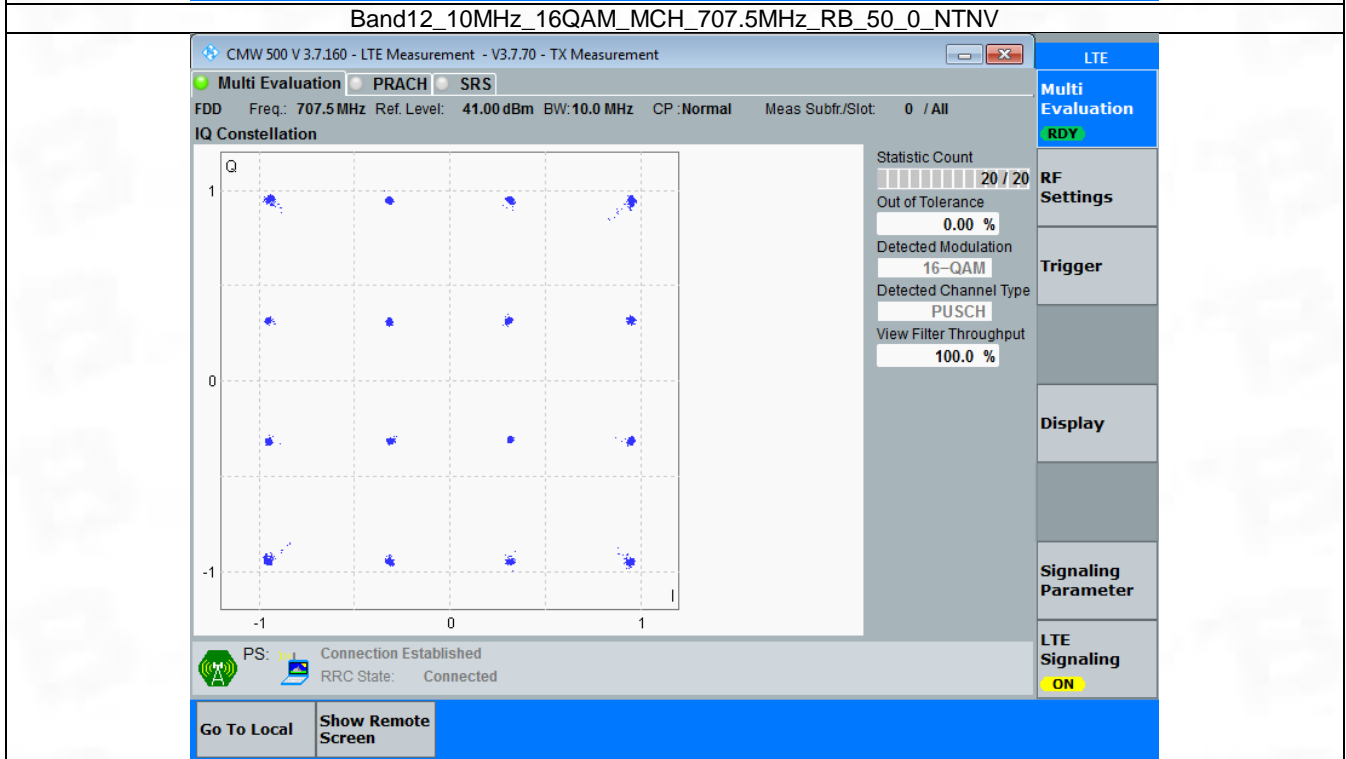 Band12_10MHz_16QAM_MCH_707.5MHz_RB_50_0_NTNV
CMW 500 V 3.7.160 - LTE Measurement - V3.7.70 - TX Measurement
LTE
Multi Evaluation PRACH SRS
FDD Freq.: 707.5 MHz Ref. Level: 41.00 dBm BW:10.0 MHz CP :Normal Meas Subfr./Slot: 0 / All
IQ Constellation
Q
1
0
-1
I
-1 0 1
Statistic Count
20 / 20
Out of Tolerance
0.00 %
Detected Modulation
16-QAM
Detected Channel Type
PUSCH
View Filter Throughput
100.0 %
Multi
Evaluation
RDY
RF
Settings
Trigger
Display
Signaling
Parameter
LTE
Signaling
ON
PS: Connection Established
RRC State: Connected
Go To Local
Show Remote
Screen